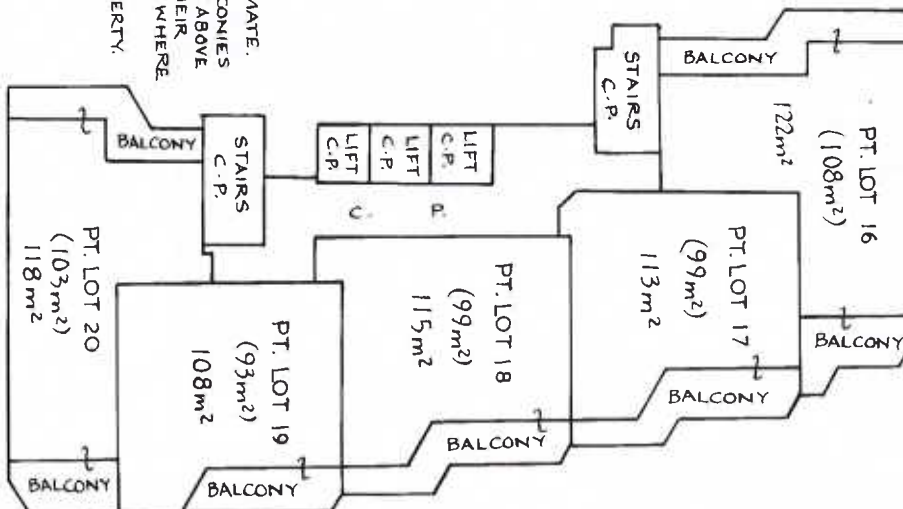 MATE.
CONIES
ABOVE
EIR
WHERE
ERTY.
BALCONY
STAIRS
C.P.
PT. LOT 16
(108m²)
122m²
BALCONY
LIFT
C.P.
LIFT
C.P.
LIFT
C.P.
C. P.
STAIRS
C.P.
BALCONY
PT. LOT 17
(99m²)
113m²
BALCONY
PT. LOT 18
(99m²)
115m²
BALCONY
PT. LOT 19
(93m²)
108m²
BALCONY
PT. LOT 20
(103m²)
118m²
BALCONY